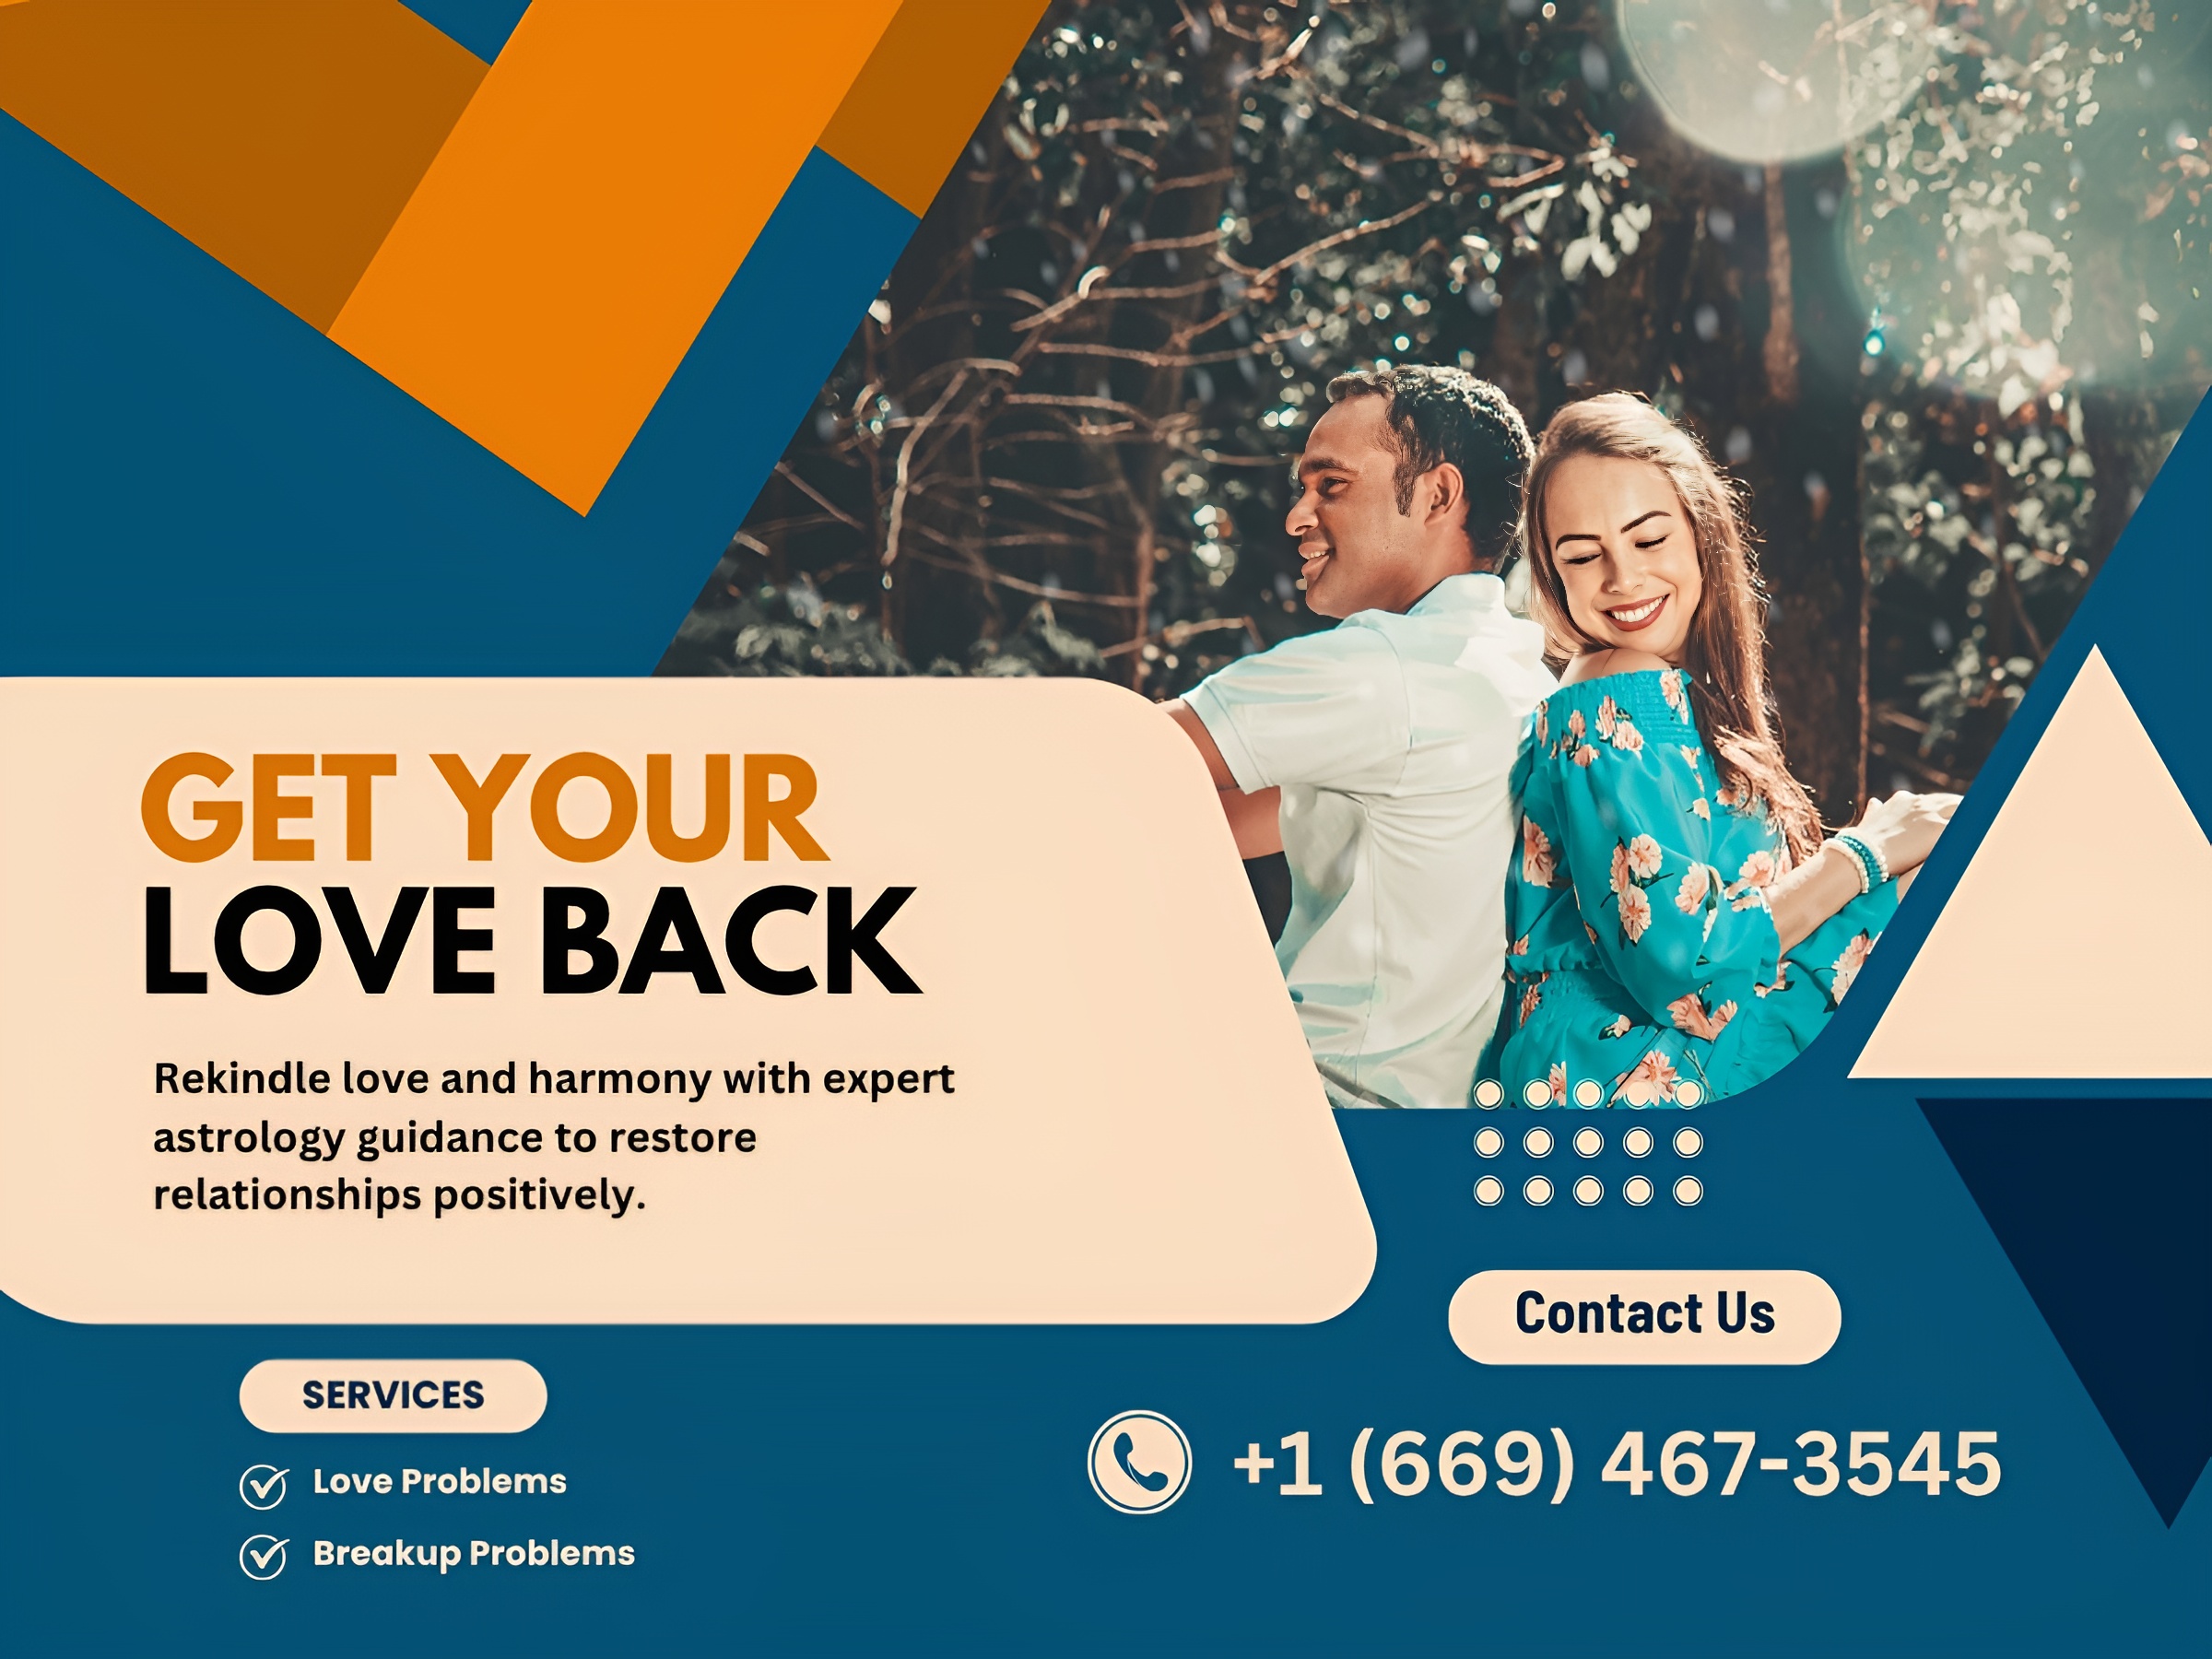 GET YOUR
LOVE BACK
Rekindle love and harmony with expert
astrology guidance to restore
relationships positively.
SERVICES
Love Problems
Breakup Problems
Contact Us
+1 (669) 467-3545